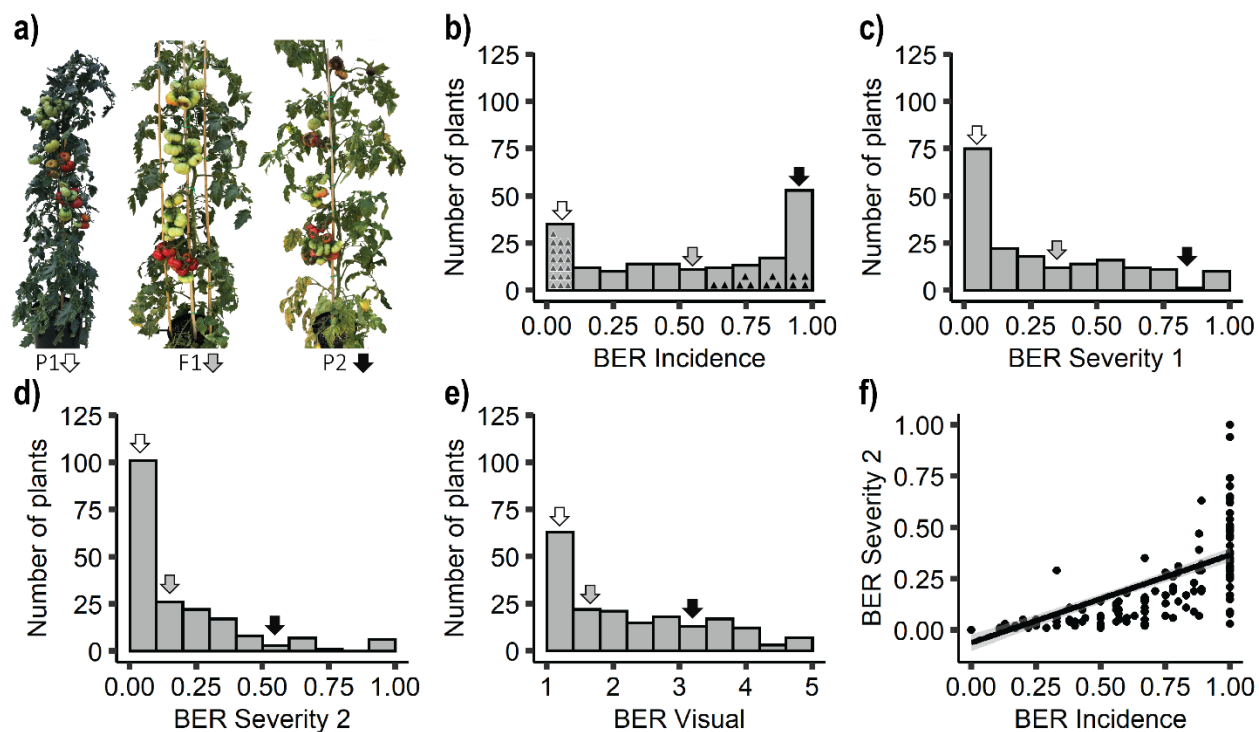 a)
P1
F1
P2
b)
Number of plants
125
100
75
50
25
0
0.00 0.25 0.50 0.75 1.00
BER Incidence
c)
Number of plants
125
100
75
50
25
0
0.00 0.25 0.50 0.75 1.00
BER Severity 1
d)
Number of plants
125
100
75
50
25
0
0.00 0.25 0.50 0.75 1.00
BER Severity 2
e)
Number of plants
125
100
75
50
25
0
1 2 3 4 5
BER Visual
f)
BER Severity 2
1.00
0.75
0.50
0.25
0.00
0.00 0.25 0.50 0.75 1.00
BER Incidence